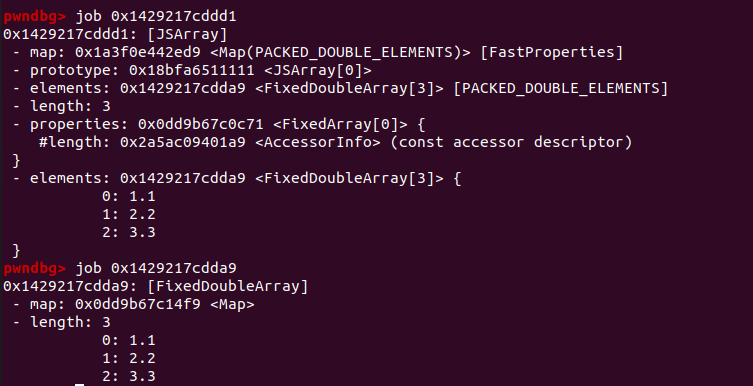 pwndbg> job 0x1429217cddd1
0x1429217cddd1: [JSArray]
- map: 0x1a3f0e442ed9 <Map(PACKED_DOUBLE_ELEMENTS)> [FastProperties]
- prototype: 0x18bfa6511111 <JSArray[0]>
- elements: 0x1429217cdda9 <FixedDoubleArray[3]> [PACKED_DOUBLE_ELEMENTS]
- length: 3
- properties: 0x0dd9b67c0c71 <FixedArray[0]> {
#length: 0x2a5ac09401a9 <AccessorInfo> (const accessor descriptor)
}
- elements: 0x1429217cdda9 <FixedDoubleArray[3]> {
0: 1.1
1: 2.2
2: 3.3
}
pwndbg> job 0x1429217cdda9
0x1429217cdda9: [FixedDoubleArray]
- map: 0x0dd9b67c14f9 <Map>
- length: 3
0: 1.1
1: 2.2
2: 3.3